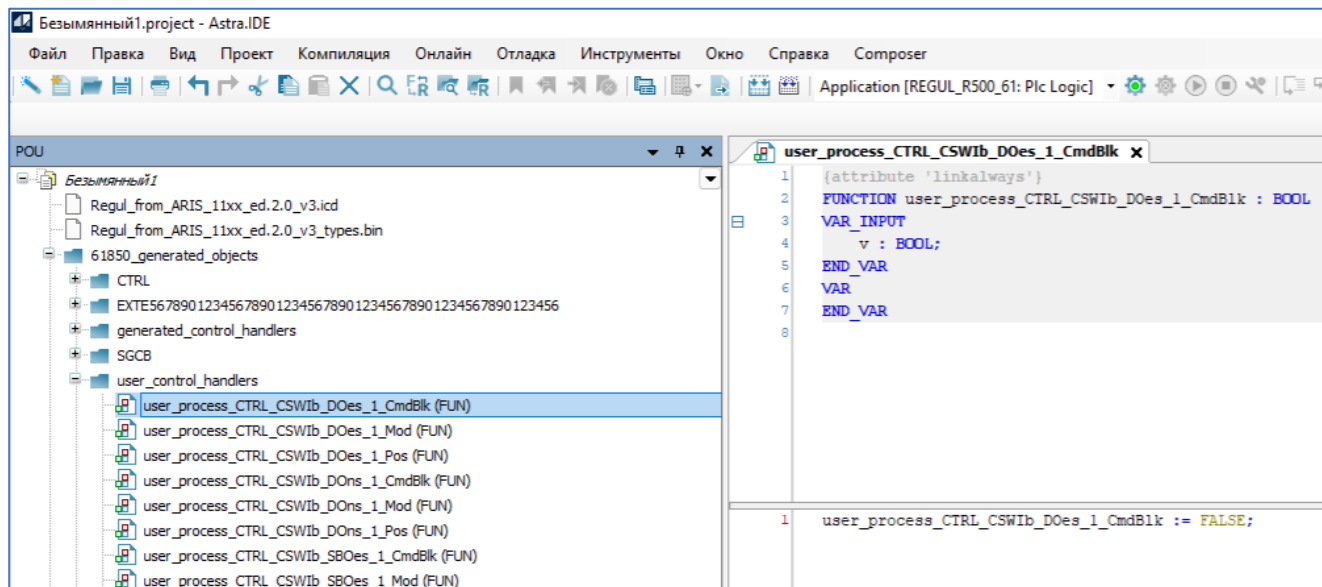 Безымянный1.project - Astra.IDE
Файл Правка Вид Проект Компиляция Онлайн Отладка Инструменты Окно Справка Composer
Application [REGUL_R500_61: Plc Logic]
POU
Безымянный1
Regul_from_ARIS_11xx_ed.2.0_v3.icd
Regul_from_ARIS_11xx_ed.2.0_v3_types.bin
61850_generated_objects
CTRL
EXTE5678901234567890123456789012345678901234567890123456
generated_control_handlers
SGCB
user_control_handlers
user_process_CTRL_CSWIb_DOes_1_CmdBlk (FUN)
user_process_CTRL_CSWIb_DOes_1_Mod (FUN)
user_process_CTRL_CSWIb_DOes_1_Pos (FUN)
user_process_CTRL_CSWIb_DOns_1_CmdBlk (FUN)
user_process_CTRL_CSWIb_DOns_1_Mod (FUN)
user_process_CTRL_CSWIb_DOns_1_Pos (FUN)
user_process_CTRL_CSWIb_SBOes_1_CmdBlk (FUN)
user_process_CTRL_CSWIb_SBOes_1_Mod (FUN)
user_process_CTRL_CSWIb_DOes_1_CmdBlk
1 {attribute 'linkalways'}
2 FUNCTION user_process_CTRL_CSWIb_DOes_1_CmdBlk : BOOL
3 VAR_INPUT
4 v : BOOL;
5 END_VAR
6 VAR
7 END_VAR
8
1 user_process_CTRL_CSWIb_DOes_1_CmdBlk := FALSE;